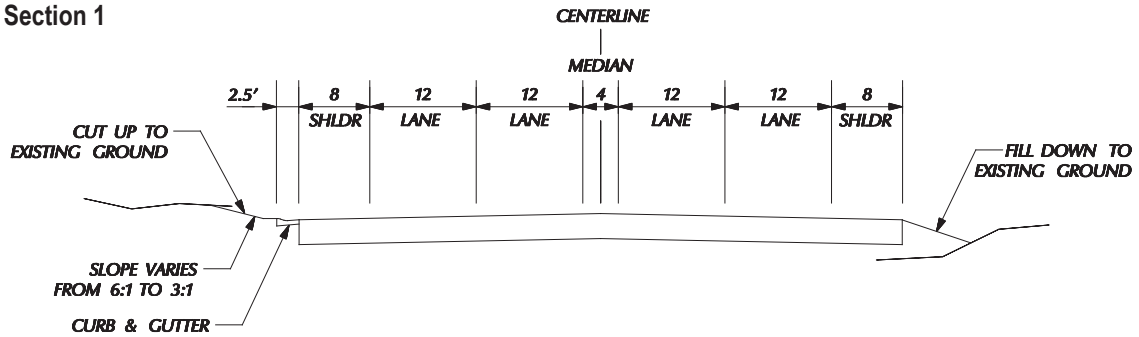 Section 1
CENTERLINE
MEDIAN
2.5' 8 12 12 4 12 12 8
SHLDR LANE LANE LANE LANE SHLDR
CUT UP TO
EXISTING GROUND
FILL DOWN TO
EXISTING GROUND
SLOPE VARIES
FROM 6:1 TO 3:1
CURB & GUTTER